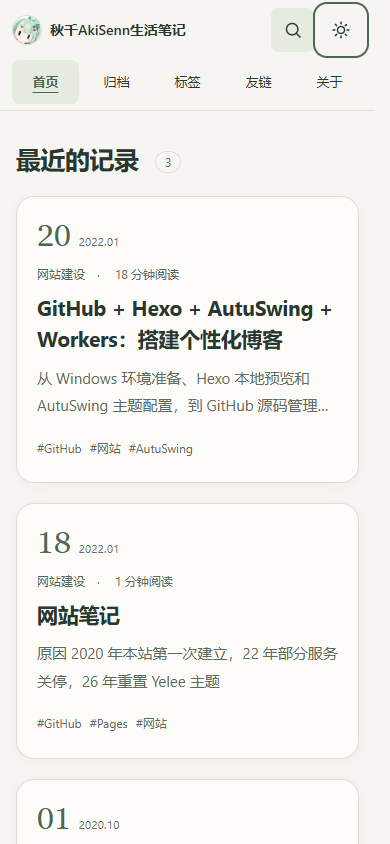 秋千AkiSenn生活笔记
首页 归档 标签 友链 关于
最近的记录 3
20 2022.01
网站建设 · 18 分钟阅读
GitHub + Hexo + AutuSwing +
Workers：搭建个性化博客
从 Windows 环境准备、Hexo 本地预览和
AutuSwing 主题配置，到 GitHub 源码管理...
#GitHub #网站 #AutuSwing
18 2022.01
网站建设 · 1 分钟阅读
网站笔记
原因 2020 年本站第一次建立，22 年部分服务
关停，26 年重置 Yelee 主题
#GitHub #Pages #网站
01 2020.10